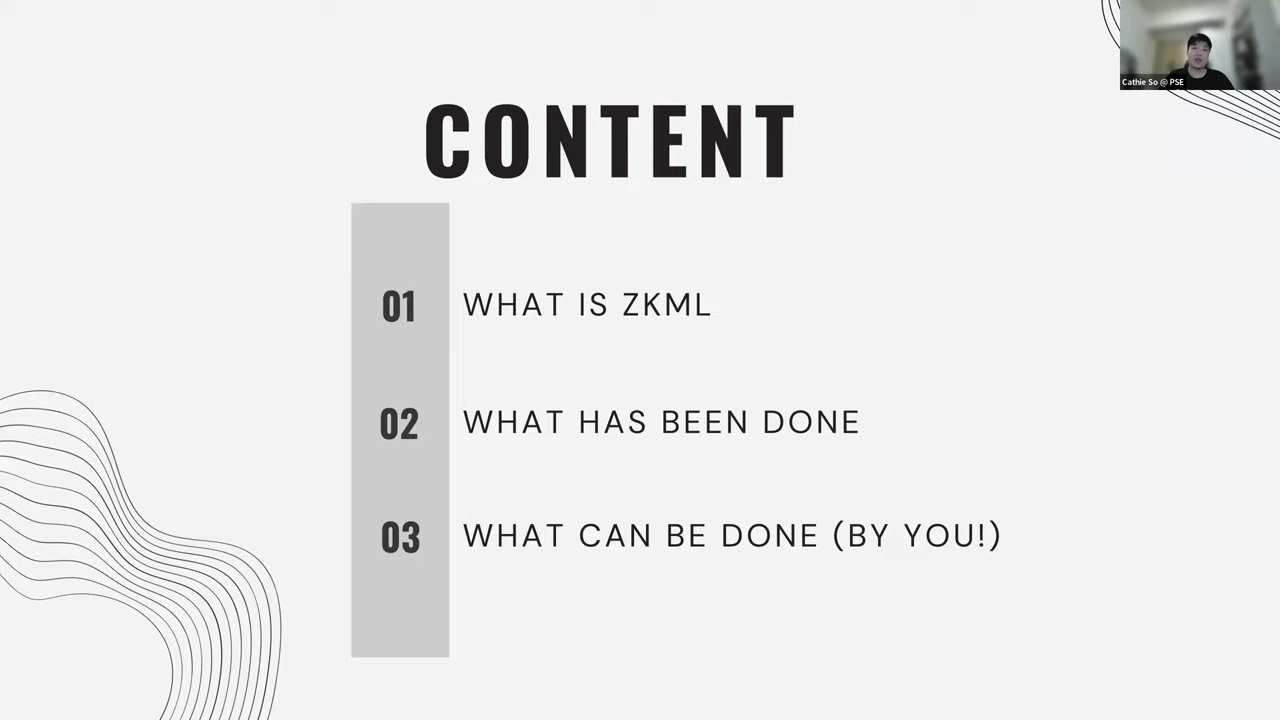 CONTENT
01 WHAT IS ZKML
02 WHAT HAS BEEN DONE
03 WHAT CAN BE DONE (BY YOU!)
Cathie So @ PSE